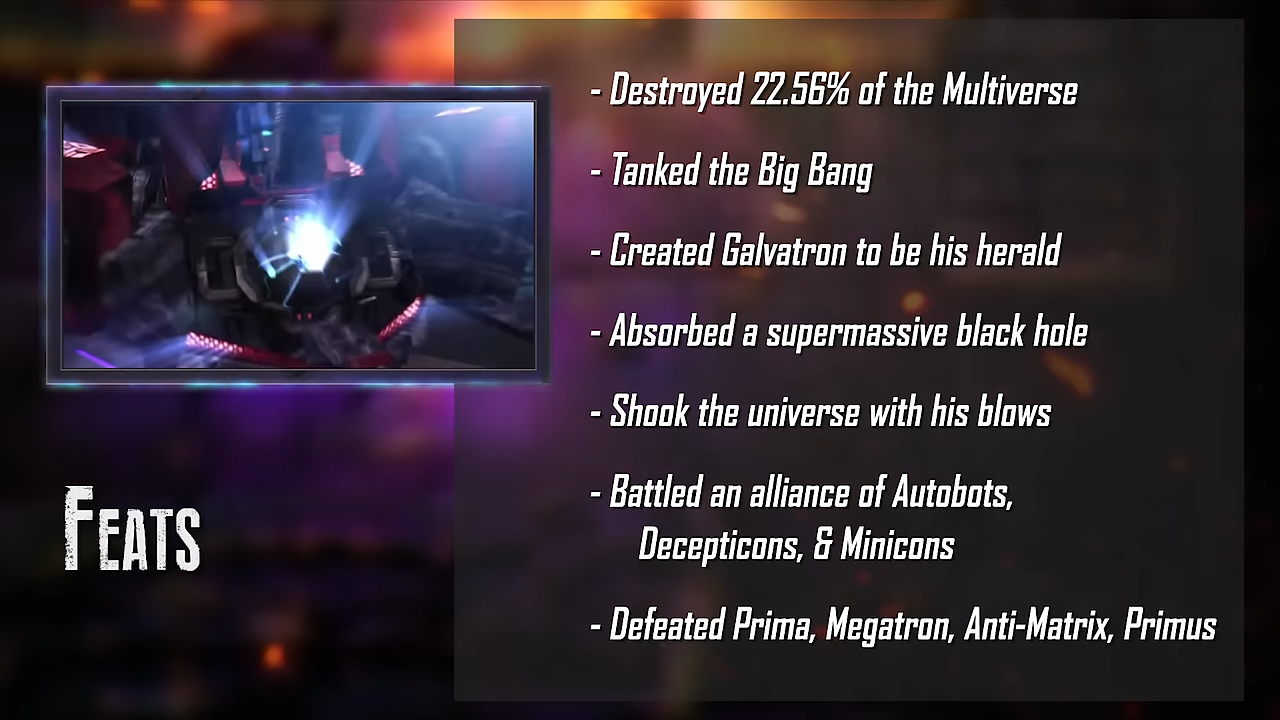 - Destroyed 22.56% of the Multiverse
- Tanked the Big Bang
- Created Galvatron to be his herald
- Absorbed a supermassive black hole
- Shook the universe with his blows
- Battled an alliance of Autobots,
Decepticons, & Minicons
- Defeated Prima, Megatron, Anti-Matrix, Primus
FEATS